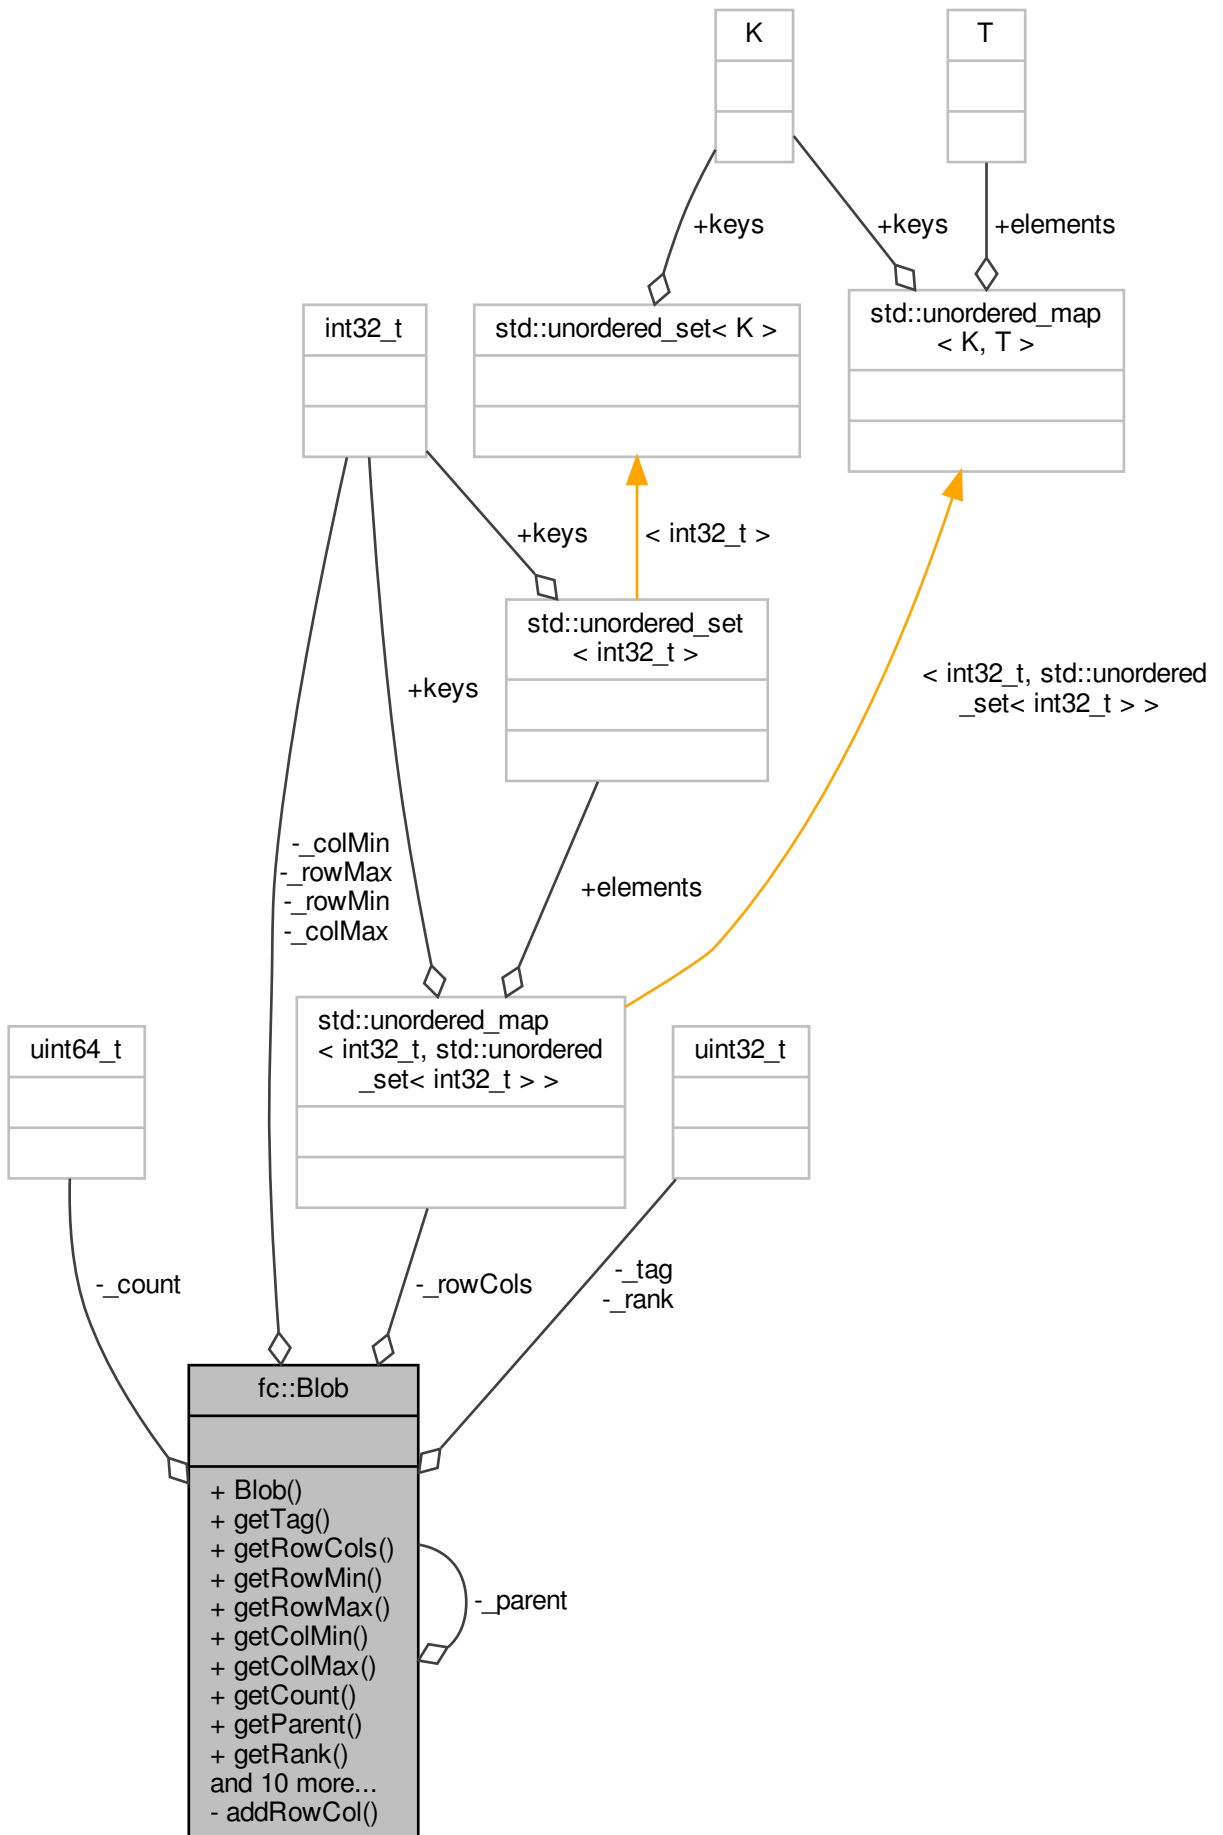 K
T
+keys
+keys
+elements
int32_t
std::unordered_set< K >
std::unordered_map
< K, T >
+keys
< int32_t >
std::unordered_set
< int32_t >
+keys
< int32_t, std::unordered
_set< int32_t > >
-_colMin
-_rowMax
-_rowMin
-_colMax
+elements
uint64_t
std::unordered_map
< int32_t, std::unordered
_set< int32_t > >
uint32_t
-_count
-_rowCols
-_tag
-_rank
fc::Blob
+ Blob()
+ getTag()
+ getRowCols()
+ getRowMin()
+ getRowMax()
+ getColMin()
+ getColMax()
+ getCount()
+ getParent()
+ getRank()
and 10 more...
- addRowCol()
-_parent